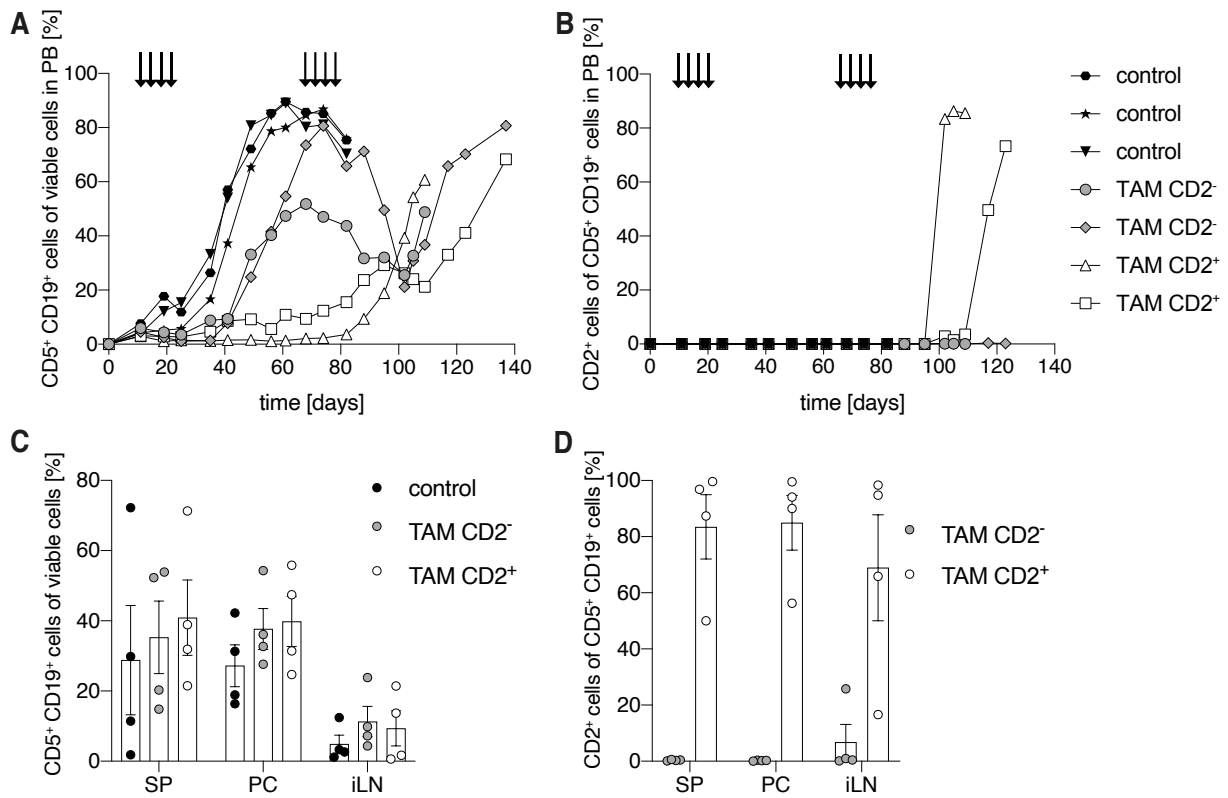 A
CD5⁺ CD19⁺ cells of viable cells in PB [%]
100
80
60
40
20
0
0 20 40 60 80 100 120 140
time [days]
B
CD2⁺ cells of CD5⁺ CD19⁺ cells in PB [%]
100
80
60
40
20
0
0 20 40 60 80 100 120 140
time [days]
control
control
control
TAM CD2⁻
TAM CD2⁻
TAM CD2⁺
TAM CD2⁺
C
CD5⁺ CD19⁺ cells of viable cells [%]
80
60
40
20
0
SP PC iLN
control
TAM CD2⁻
TAM CD2⁺
D
CD2⁺ cells of CD5⁺ CD19⁺ cells [%]
100
80
60
40
20
0
SP PC iLN
TAM CD2⁻
TAM CD2⁺